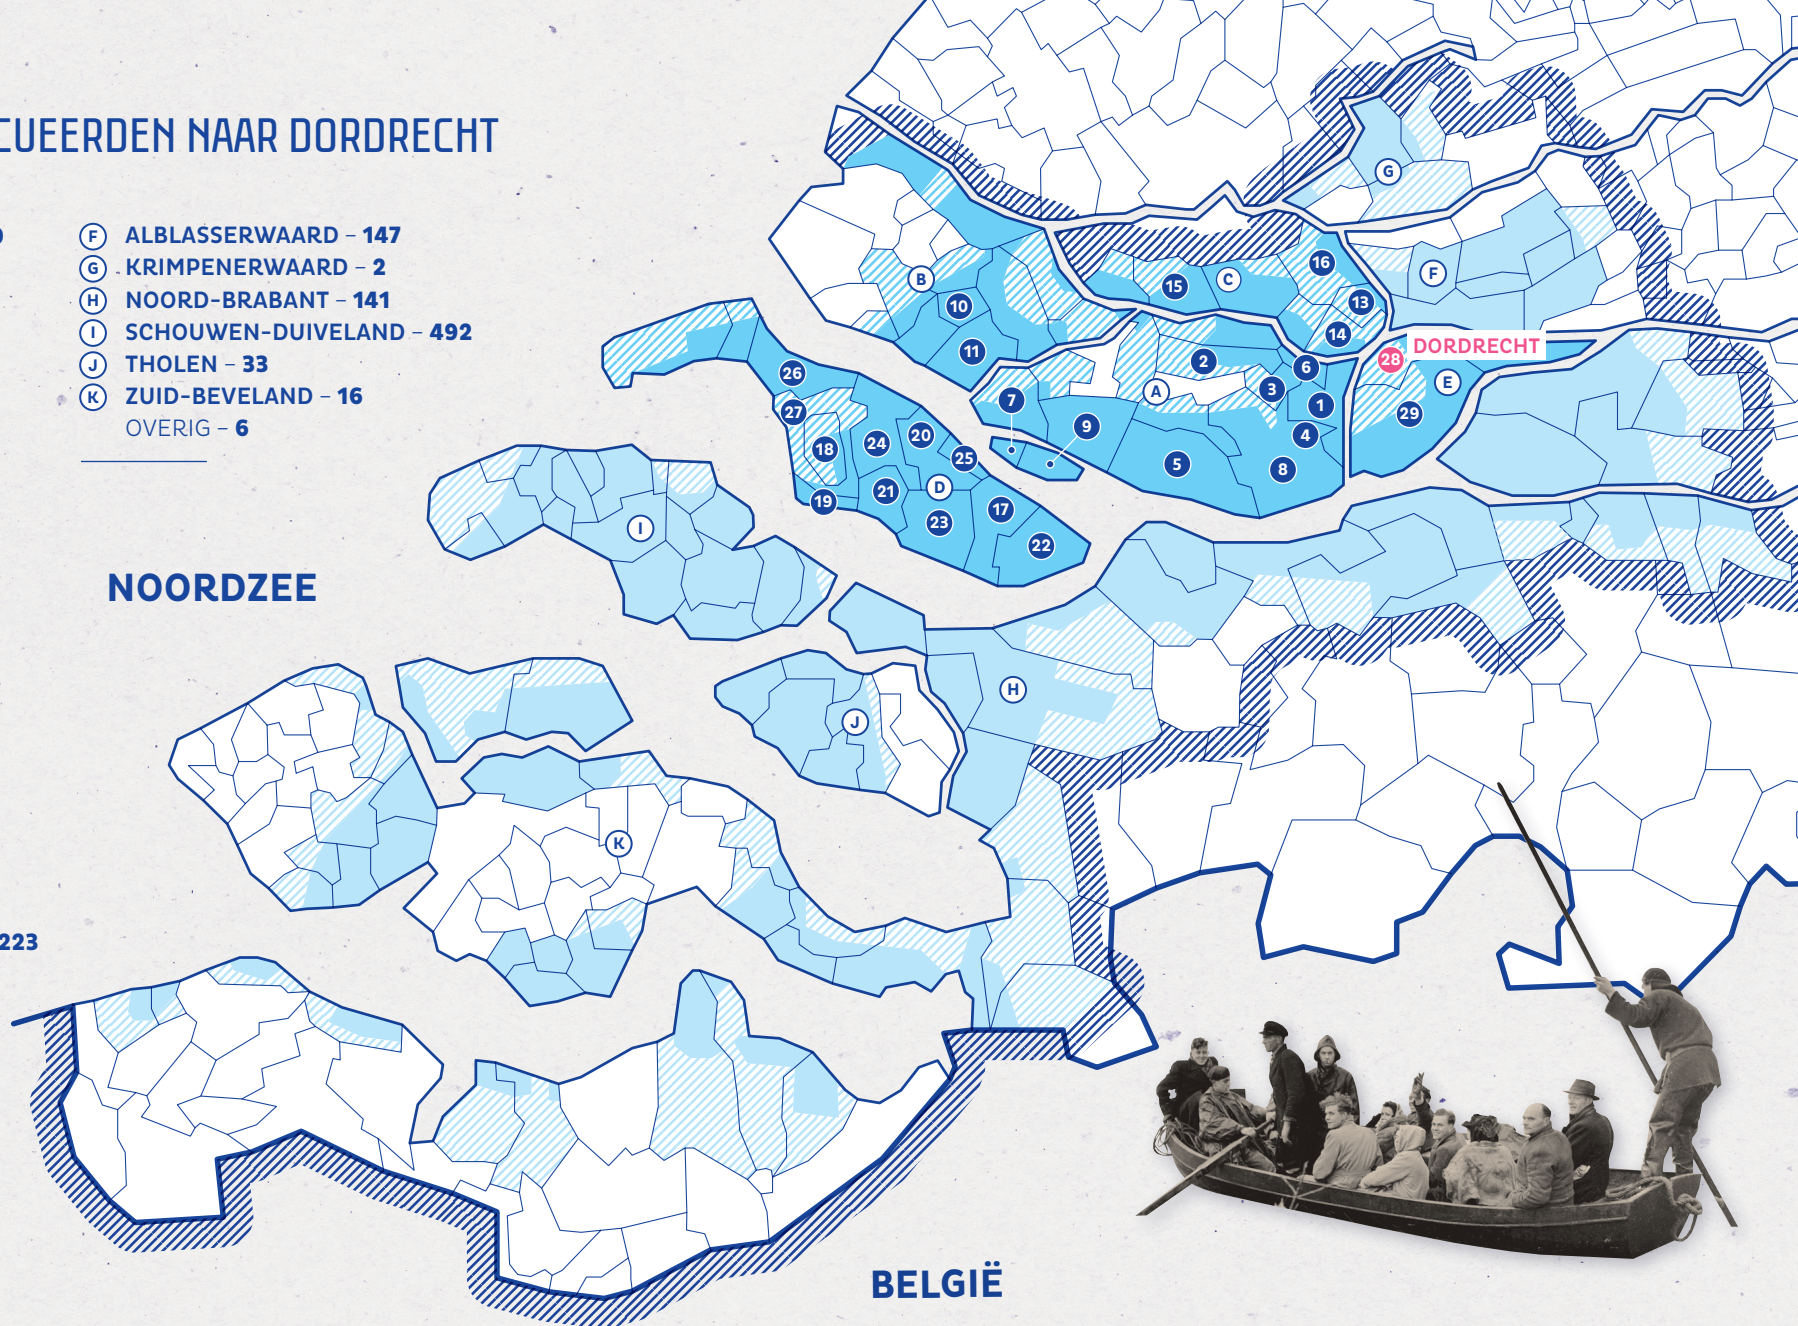 CUEERDEN NAAR DORDRECHT
F ALBLASSERWAARD – 147
G KRIMPENERWAARD – 2
H NOORD-BRABANT – 141
I SCHOUWEN-DUIVELAND – 492
J THOLEN – 33
K ZUID-BEVELAND – 16
OVERIG – 6
G
16
B
15
C
F
10
13
14
11
2
28 DORDRECHT
6
26
E
3
A
7
1
27
29
9
20
4
24
18
25
5
8
21
D
19
17
23
I
22
NOORDZEE
H
J
K
223
BELGIË